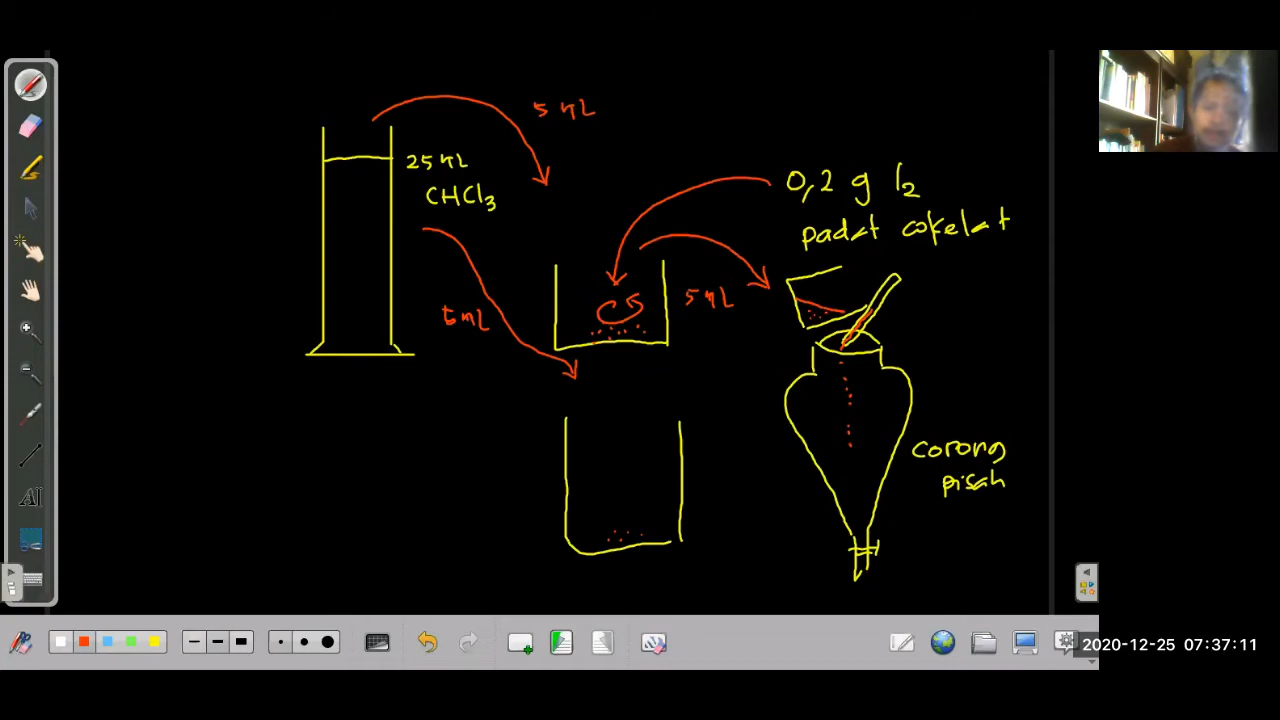 5 mL
25 mL
CHCl3
0,2 g I2
padat cokelat
5 mL
5 mL
corong
pisah
AI
2020-12-25 07:37:11